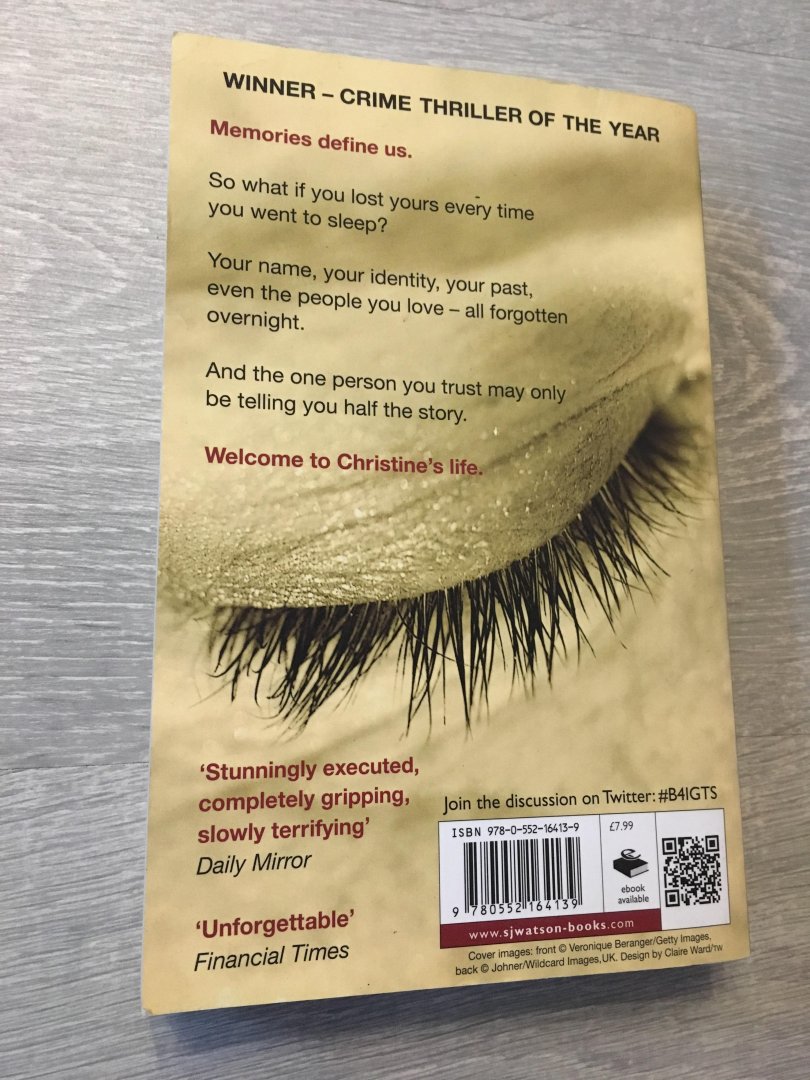 WINNER – CRIME THRILLER OF THE YEAR
Memories define us.
So what if you lost yours every time
you went to sleep?
Your name, your identity, your past,
even the people you love – all forgotten
overnight.
And the one person you trust may only
be telling you half the story.
Welcome to Christine's life.
‘Stunningly executed,
completely gripping,
slowly terrifying’
Daily Mirror
‘Unforgettable’
Financial Times
Join the discussion on Twitter: #B4IGTS
ISBN 978-0-552-16413-9
£7.99
ebook
available
9 780552 164139
www.sjwatson-books.com
Cover images: front © Veronique Beranger/Getty Images,
back © Johner/Wildcard Images,UK. Design by Claire Ward/TW